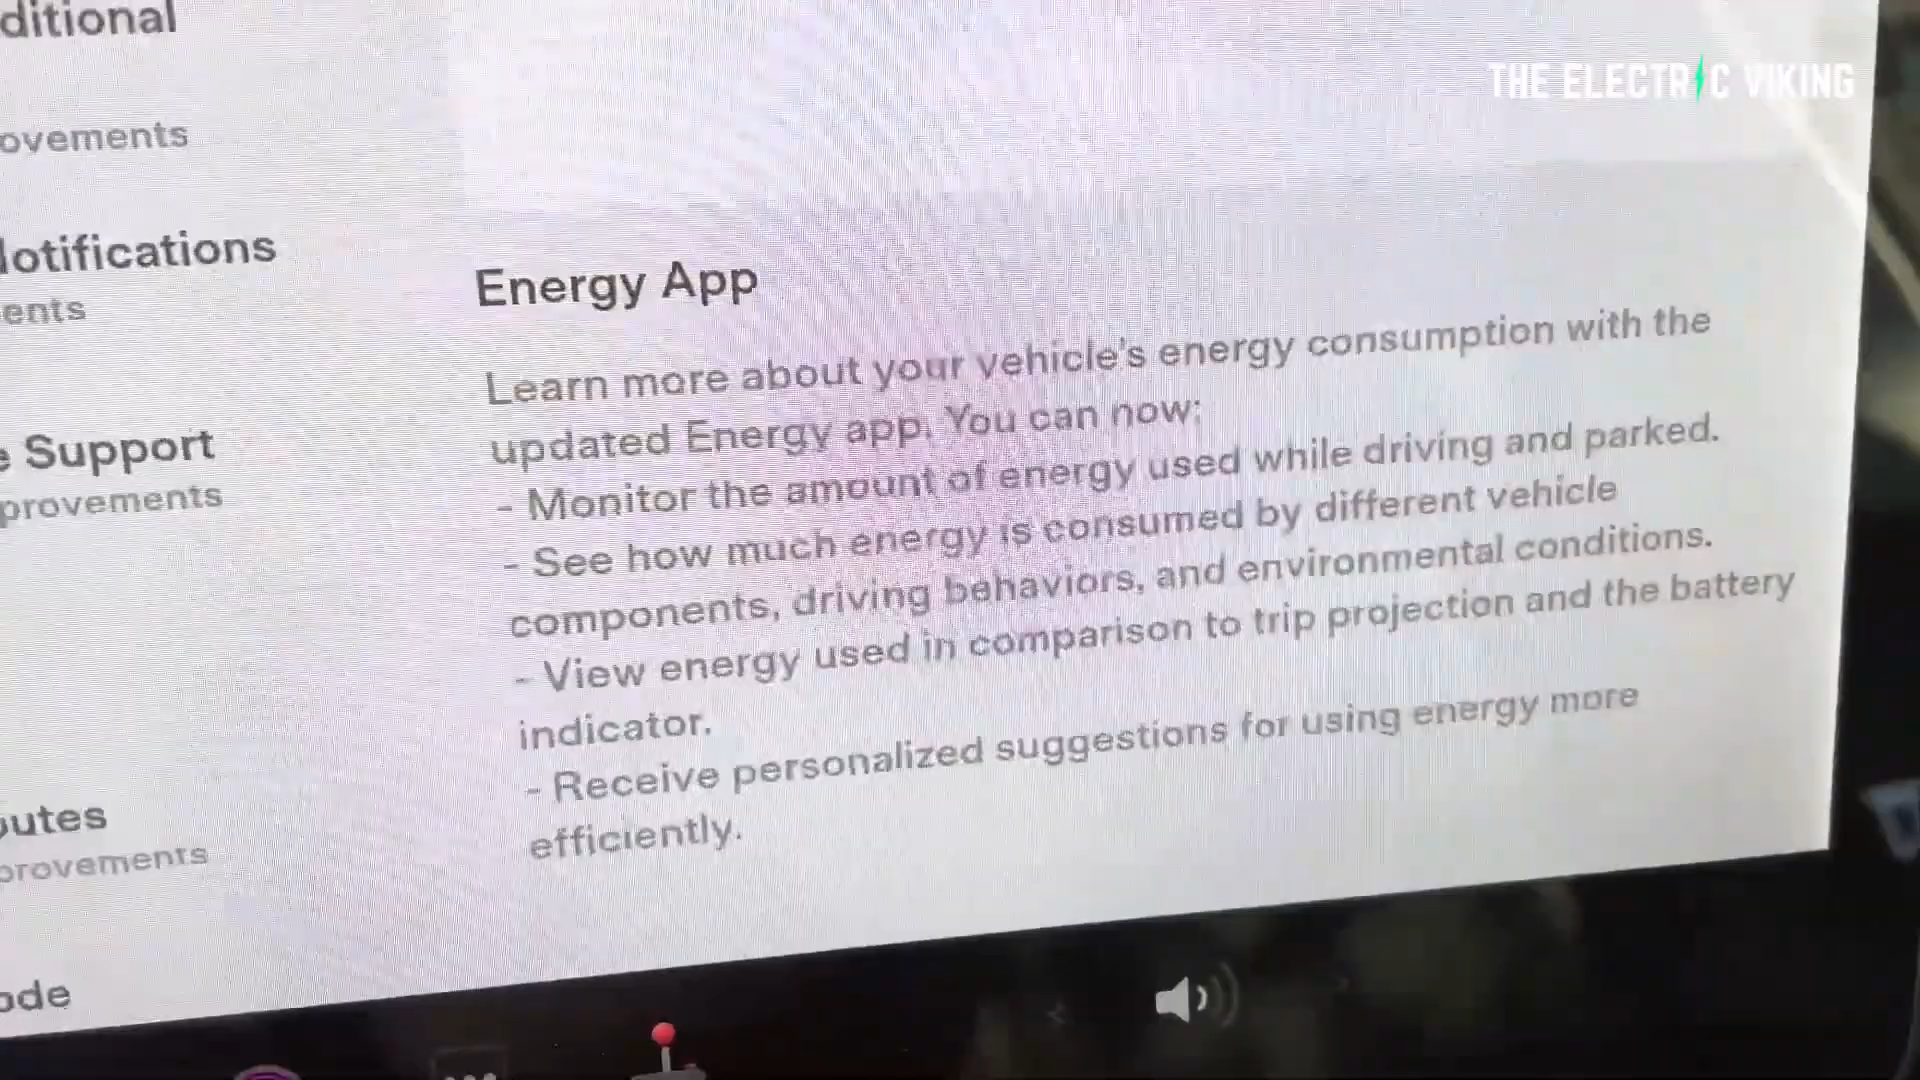 ditional
THE ELECTRIC VIKING
ovements
otifications
ents
Energy App
Learn more about your vehicle's energy consumption with the
updated Energy app. You can now:
- Monitor the amount of energy used while driving and parked.
- See how much energy is consumed by different vehicle
components, driving behaviors, and environmental conditions.
- View energy used in comparison to trip projection and the battery
indicator.
- Receive personalized suggestions for using energy more
efficiently.
e Support
provements
outes
provements
ode